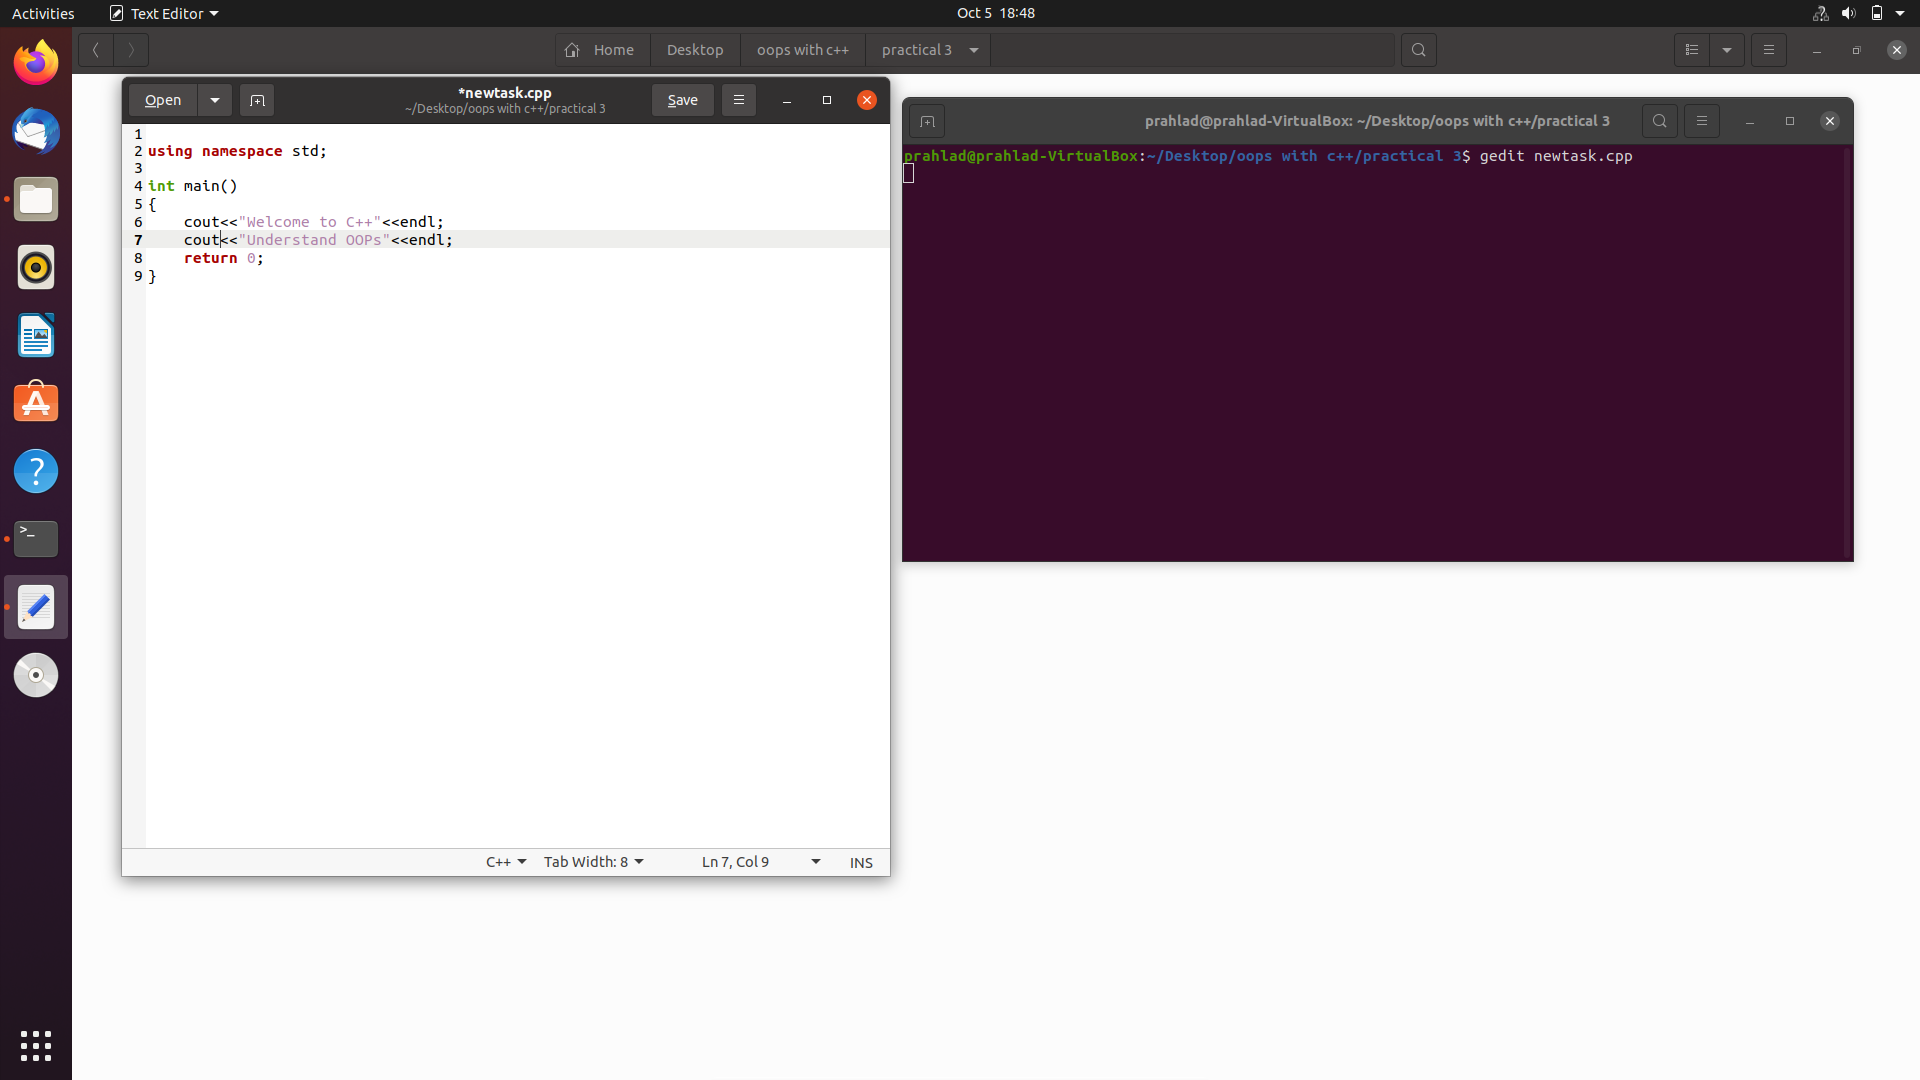 Activities
Text Editor
Oct 5 18:48
Home
Desktop
oops with c++
practical 3
Open
*newtask.cpp
~/Desktop/oops with c++/practical 3
Save
1
2 using namespace std;
3
4 int main()
5 {
6     cout<<"Welcome to C++"<<endl;
7     cout<<"Understand OOPs"<<endl;
8     return 0;
9 }
C++
Tab Width: 8
Ln 7, Col 9
INS
prahlad@prahlad-VirtualBox: ~/Desktop/oops with c++/practical 3
prahlad@prahlad-VirtualBox:~/Desktop/oops with c++/practical 3$ gedit newtask.cpp